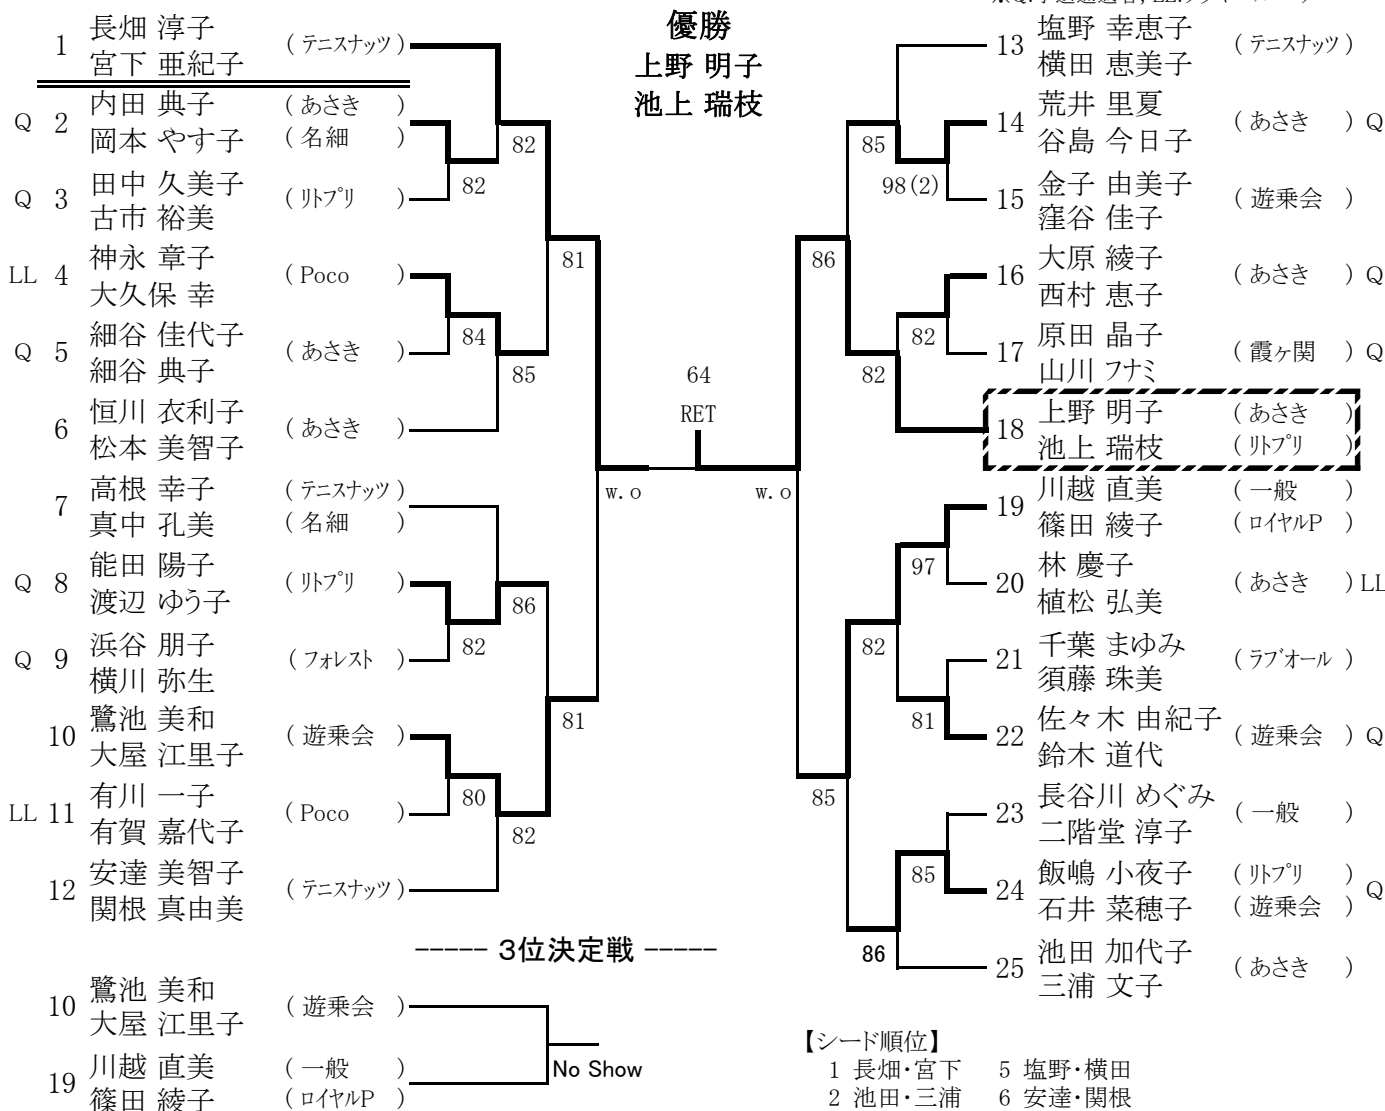 優勝
上野 明子
池上 瑞枝
1 長畑 淳子 (テニスナッツ)
宮下 亜紀子
Q 2 内田 典子 (あさき )
岡本 やす子 (名細 )
82
82
Q 3 田中 久美子 (リトプリ )
古市 裕美
81
LL 4 神永 章子 (Poco )
大久保 幸
84
Q 5 細谷 佳代子 (あさき )
細谷 典子
85
6 恒川 衣利子 (あさき )
松本 美智子
7 高根 幸子 (テニスナッツ)
真中 孔美 (名細 )
Q 8 能田 陽子 (リトプリ )
渡辺 ゆう子
86
82
Q 9 浜谷 朋子 (フォレスト )
横川 弥生
81
10 鷺池 美和 (遊乗会 )
大屋 江里子
80
LL 11 有川 一子 (Poco )
有賀 嘉代子
82
12 安達 美智子 (テニスナッツ)
関根 真由美
64
RET
w.o
w.o
13 塩野 幸恵子 (テニスナッツ)
横田 恵美子
14 荒井 里夏 (あさき ) Q
谷島 今日子
85
98(2)
15 金子 由美子 (遊乗会 )
窪谷 佳子
86
16 大原 綾子 (あさき ) Q
西村 恵子
82
17 原田 晶子 (霞ヶ関 ) Q
山川 フナミ
82
18 上野 明子 (あさき )
池上 瑞枝 (リトプリ )
19 川越 直美 (一般 )
篠田 綾子 (ロイヤルP )
97
20 林 慶子 (あさき ) LL
植松 弘美
82
21 千葉 まゆみ (ラブオール )
須藤 珠美
81
22 佐々木 由紀子 (遊乗会 ) Q
鈴木 道代
85
23 長谷川 めぐみ (一般 )
二階堂 淳子
85
24 飯嶋 小夜子 (リトプリ ) Q
石井 菜穂子 (遊乗会 )
86
25 池田 加代子 (あさき )
三浦 文子
----- 3位決定戦 -----
10 鷺池 美和 (遊乗会 )
大屋 江里子
No Show
19 川越 直美 (一般 )
篠田 綾子 (ロイヤルP )
【シード順位】
1 長畑・宮下 5 塩野・横田
2 池田・三浦 6 安達・関根